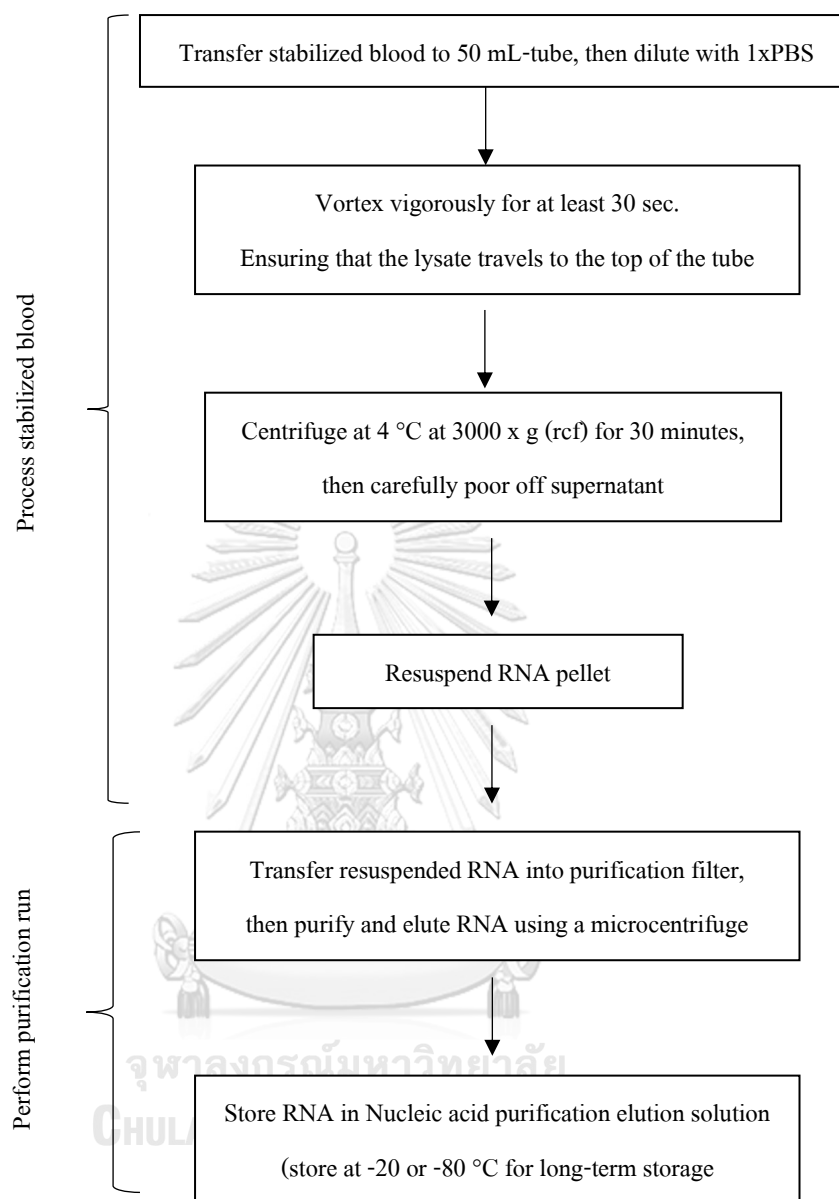 Transfer stabilized blood to 50 mL-tube, then dilute with 1xPBS
Vortex vigorously for at least 30 sec.
Ensuring that the lysate travels to the top of the tube
Process stabilized blood
Centrifuge at 4 °C at 3000 x g (rcf) for 30 minutes,
then carefully poor off supernatant
Resuspend RNA pellet
Transfer resuspended RNA into purification filter,
then purify and elute RNA using a microcentrifuge
Perform purification run
จุฬาลงกรณ์มหาวิทยาลัย
Store RNA in Nucleic acid purification elution solution
(store at -20 or -80 °C for long-term storage